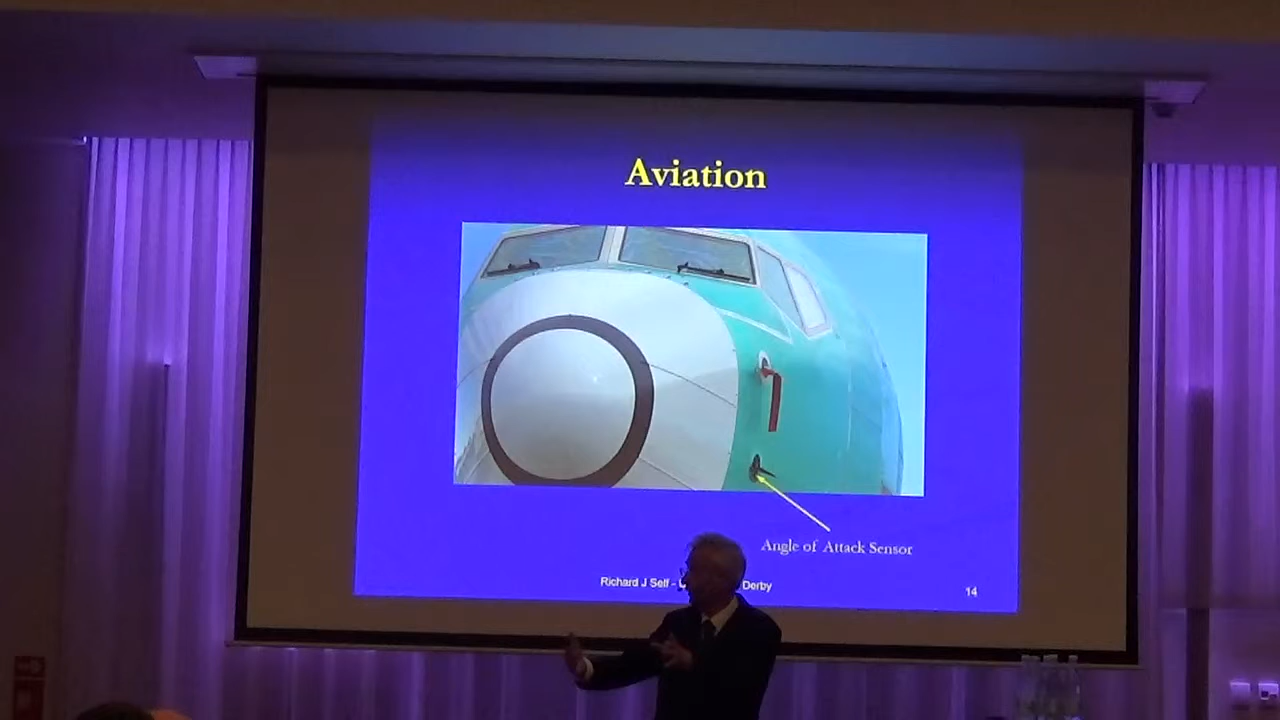 Aviation
Angle of Attack Sensor
Richard J Self - Derby
14